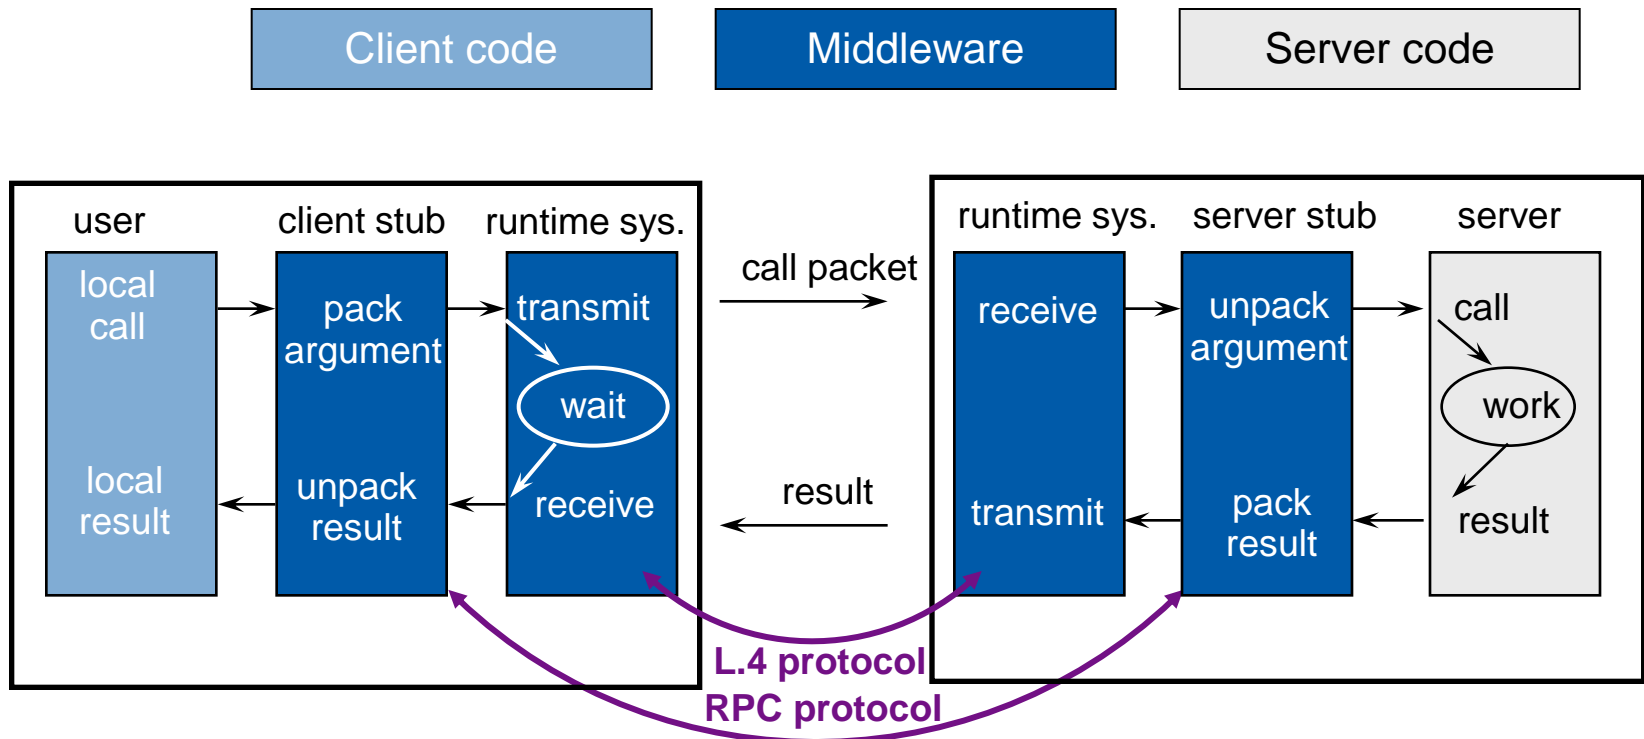 Client code
Middleware
Server code
user
client stub
runtime sys.
local
call
pack
argument
transmit
wait
local
result
unpack
result
receive
call packet
result
runtime sys.
server stub
server
receive
unpack
argument
call
work
transmit
pack
result
result
L.4 protocol
RPC protocol